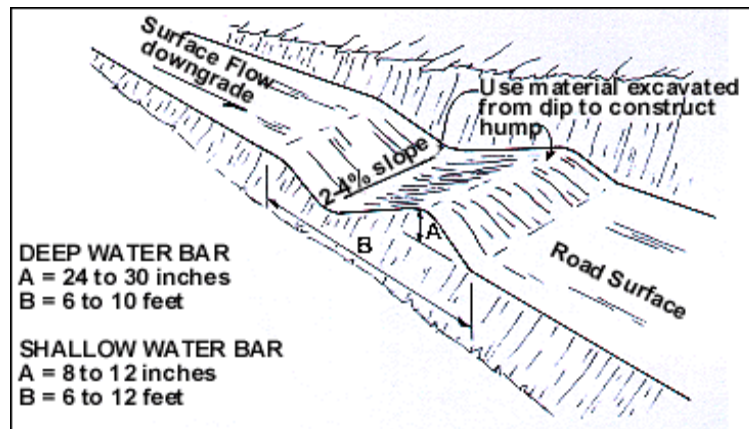 Surface Flow
downgrade
Use material excavated
from dip to construct
hump
2-4% slope
A
B
Road Surface
DEEP WATER BAR
A = 24 to 30 inches
B = 6 to 10 feet
SHALLOW WATER BAR
A = 8 to 12 inches
B = 6 to 12 feet